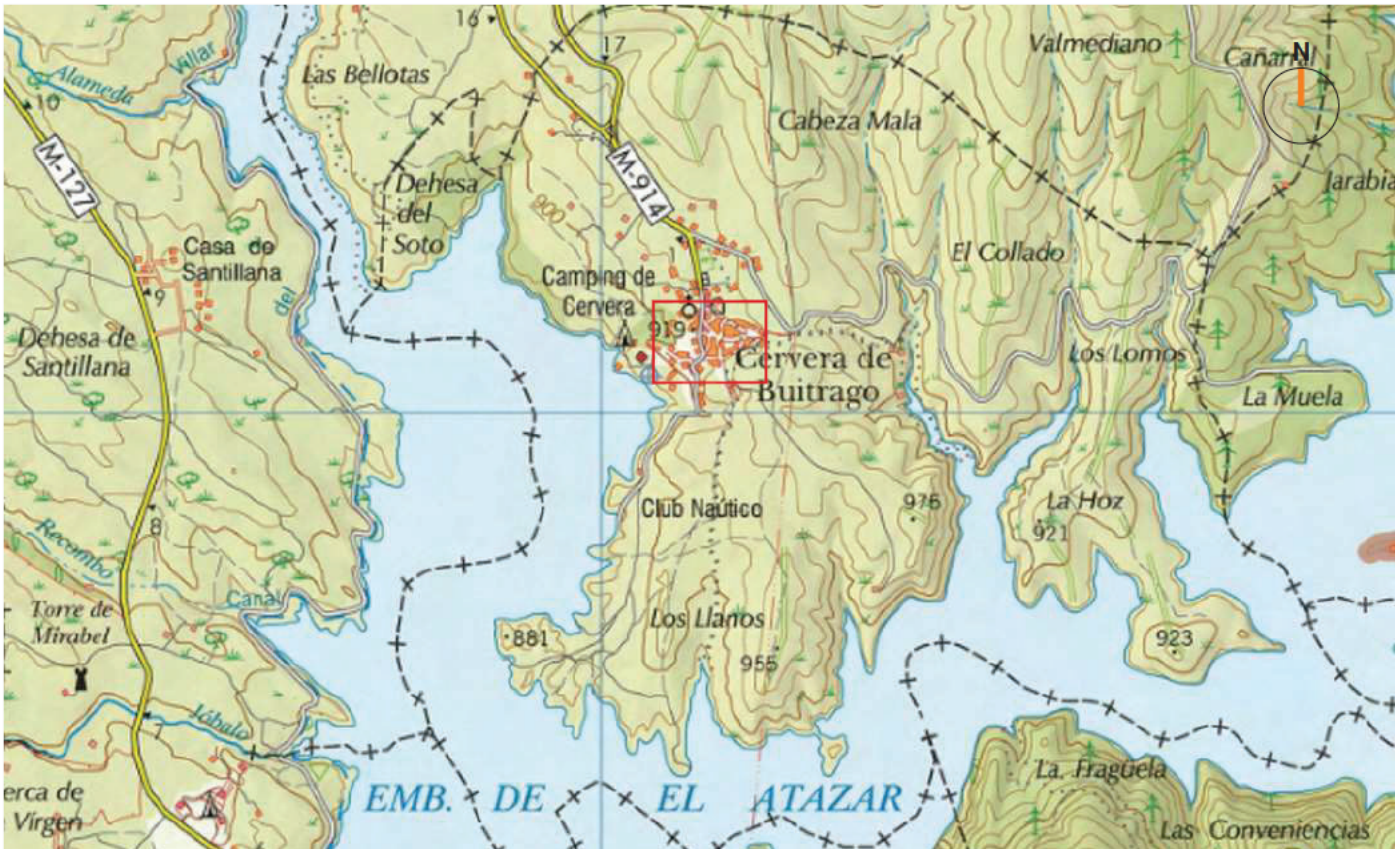 16
17
Valmediano
Cañarral
N
Villar
Alameda
Las Bellotas
10
Cabeza Mala
M-127
M-914
Jarabia
Dehesa
del
Soto
900
Casa de
Santillana
1
El Collado
9
del
Camping de
Cervera
919
Dehesa de
Santillana
Cervera de
Buitrago
Los Lomos
La Muela
976
La Hoz
921
Club Naútico
8
Recombo
Canal
Torre de
Mirabel
881
Los Llanos
955
923
7
Jóbalo
erca de
Virgen
EMB. DE EL ATAZAR
La Fragüela
Las Conveniencias